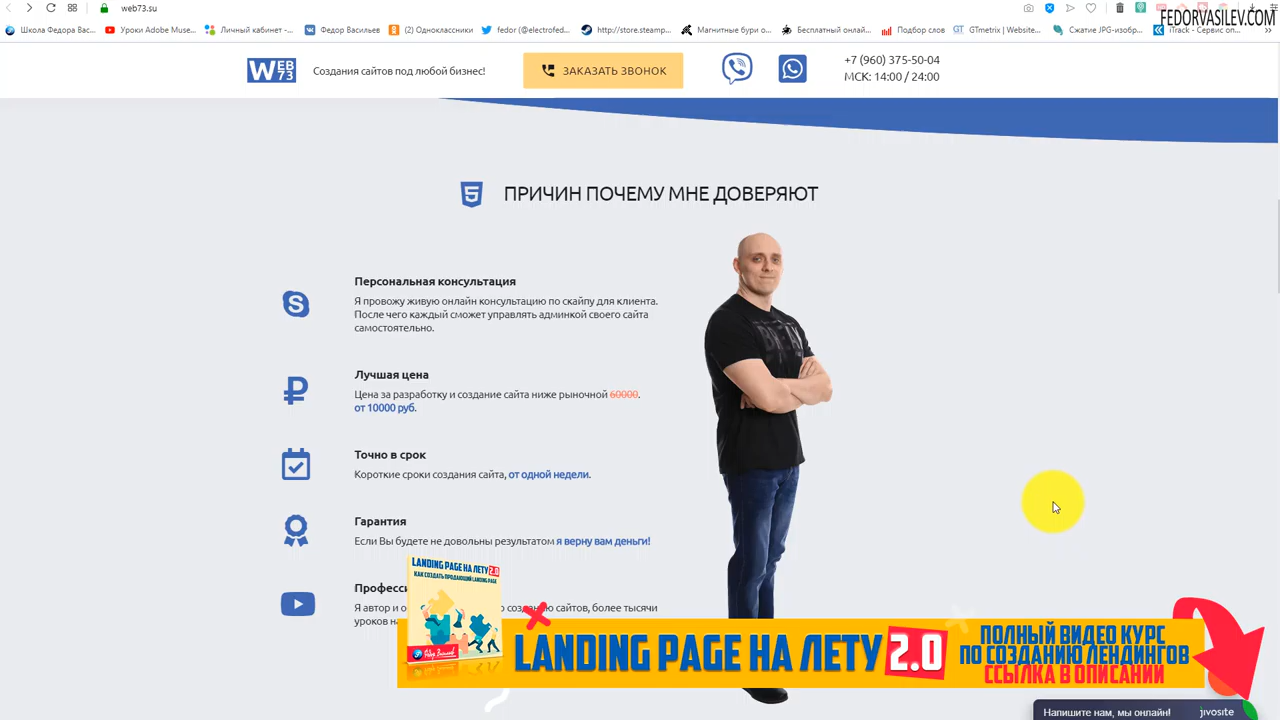 web73.su
FEDORVASILEV.COM
Школа Федора Вас...
Уроки Adobe Muse...
Личный кабинет -...
Федор Васильев
(2) Одноклассники
fedor (@electrofed...
http://store.steamp...
Магнитные бури о...
Бесплатный онлай...
Подбор слов
GTmetrix | Website...
Сжатие JPG-изобр...
iTrack - Сервис оп...
WEB 73
Создания сайтов под любой бизнес!
ЗАКАЗАТЬ ЗВОНОК
+7 (960) 375-50-04
МСК: 14:00 / 24:00
5 ПРИЧИН ПОЧЕМУ МНЕ ДОВЕРЯЮТ
Персональная консультация
Я провожу живую онлайн консультацию по скайпу для клиента.
После чего каждый сможет управлять админкой своего сайта
самостоятельно.
Лучшая цена
Цена за разработку и создание сайта ниже рыночной 60000.
от 10000 руб.
Точно в срок
Короткие сроки создания сайта, от одной недели.
Гарантия
Если Вы будете не довольны результатом я верну вам деньги!
Професси
Я автор и о
ию сайтов, более тысячи
уроков на
LANDING PAGE НА ЛЕТУ 2.0
КАК СОЗДАТЬ ПРОДАЮЩИЙ LANDING PAGE
Фёдор Васильев
LANDING PAGE НА ЛЕТУ 2.0
ПОЛНЫЙ ВИДЕО КУРС
ПО СОЗДАНИЮ ЛЕНДИНГОВ
ССЫЛКА В ОПИСАНИИ
Напишите нам, мы онлайн!
jivosite